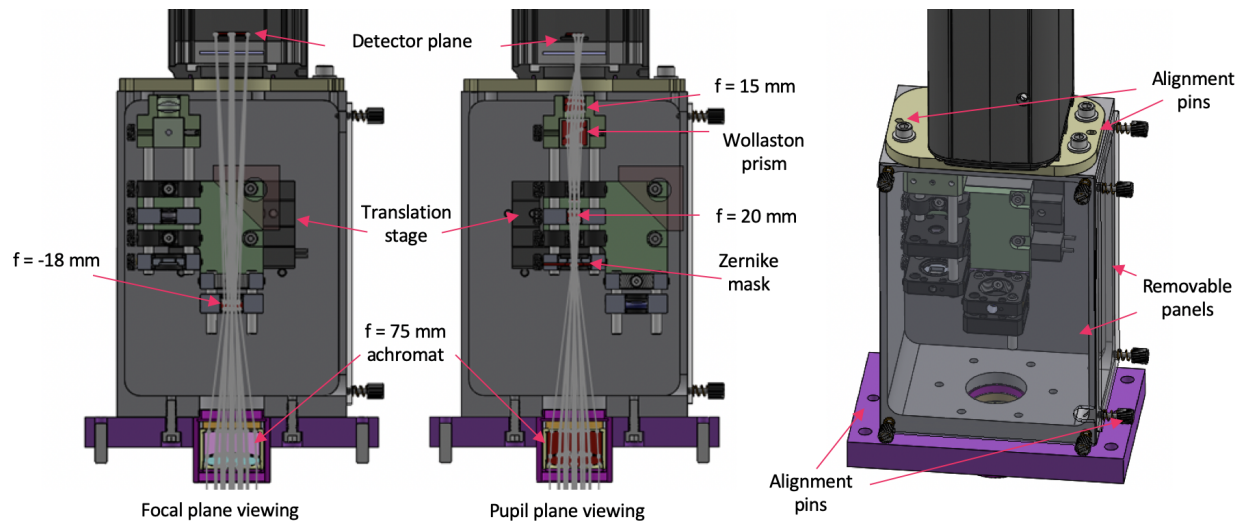 Detector plane
f = 15 mm
Wollaston
prism
Translation
stage
f = 20 mm
f = -18 mm
Zernike
mask
f = 75 mm
achromat
Focal plane viewing
Pupil plane viewing
Alignment
pins
Removable
panels
Alignment
pins